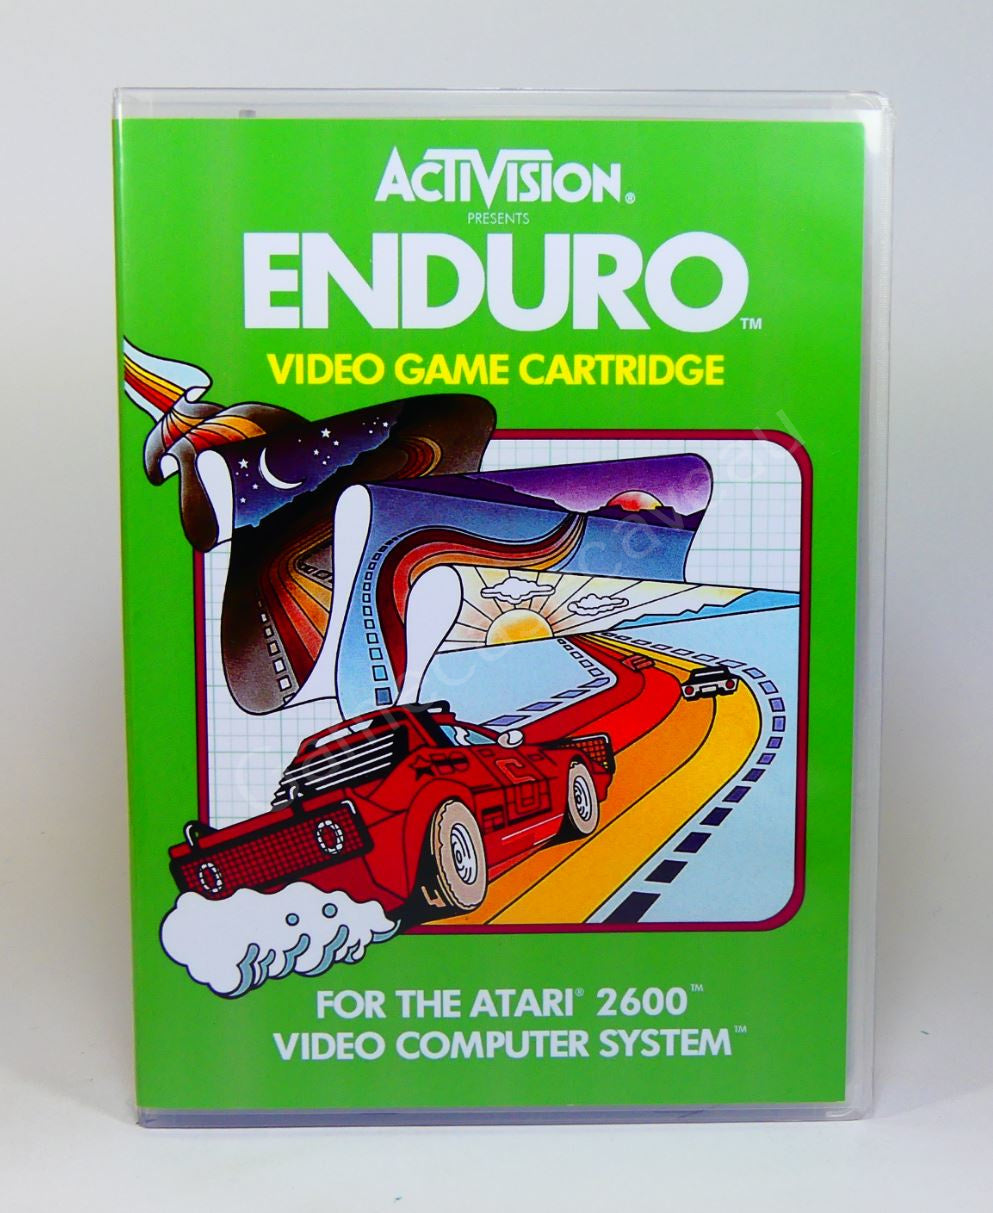 ACTIVISION®
PRESENTS
ENDURO™
VIDEO GAME CARTRIDGE
FOR THE ATARI® 2600™
VIDEO COMPUTER SYSTEM™